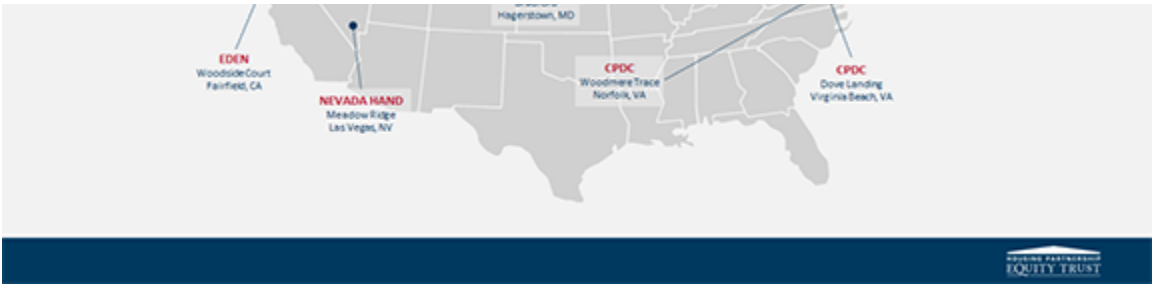 Hagerstown, MD
EDEN
Woodside Court
Fairfield, CA
NEVADA HAND
Meadow Ridge
Las Vegas, NV
CPDC
Woodmere Trace
Norfolk, VA
CPDC
Dove Landing
Virginia Beach, VA
HOUSING PARTNERSHIP
EQUITY TRUST